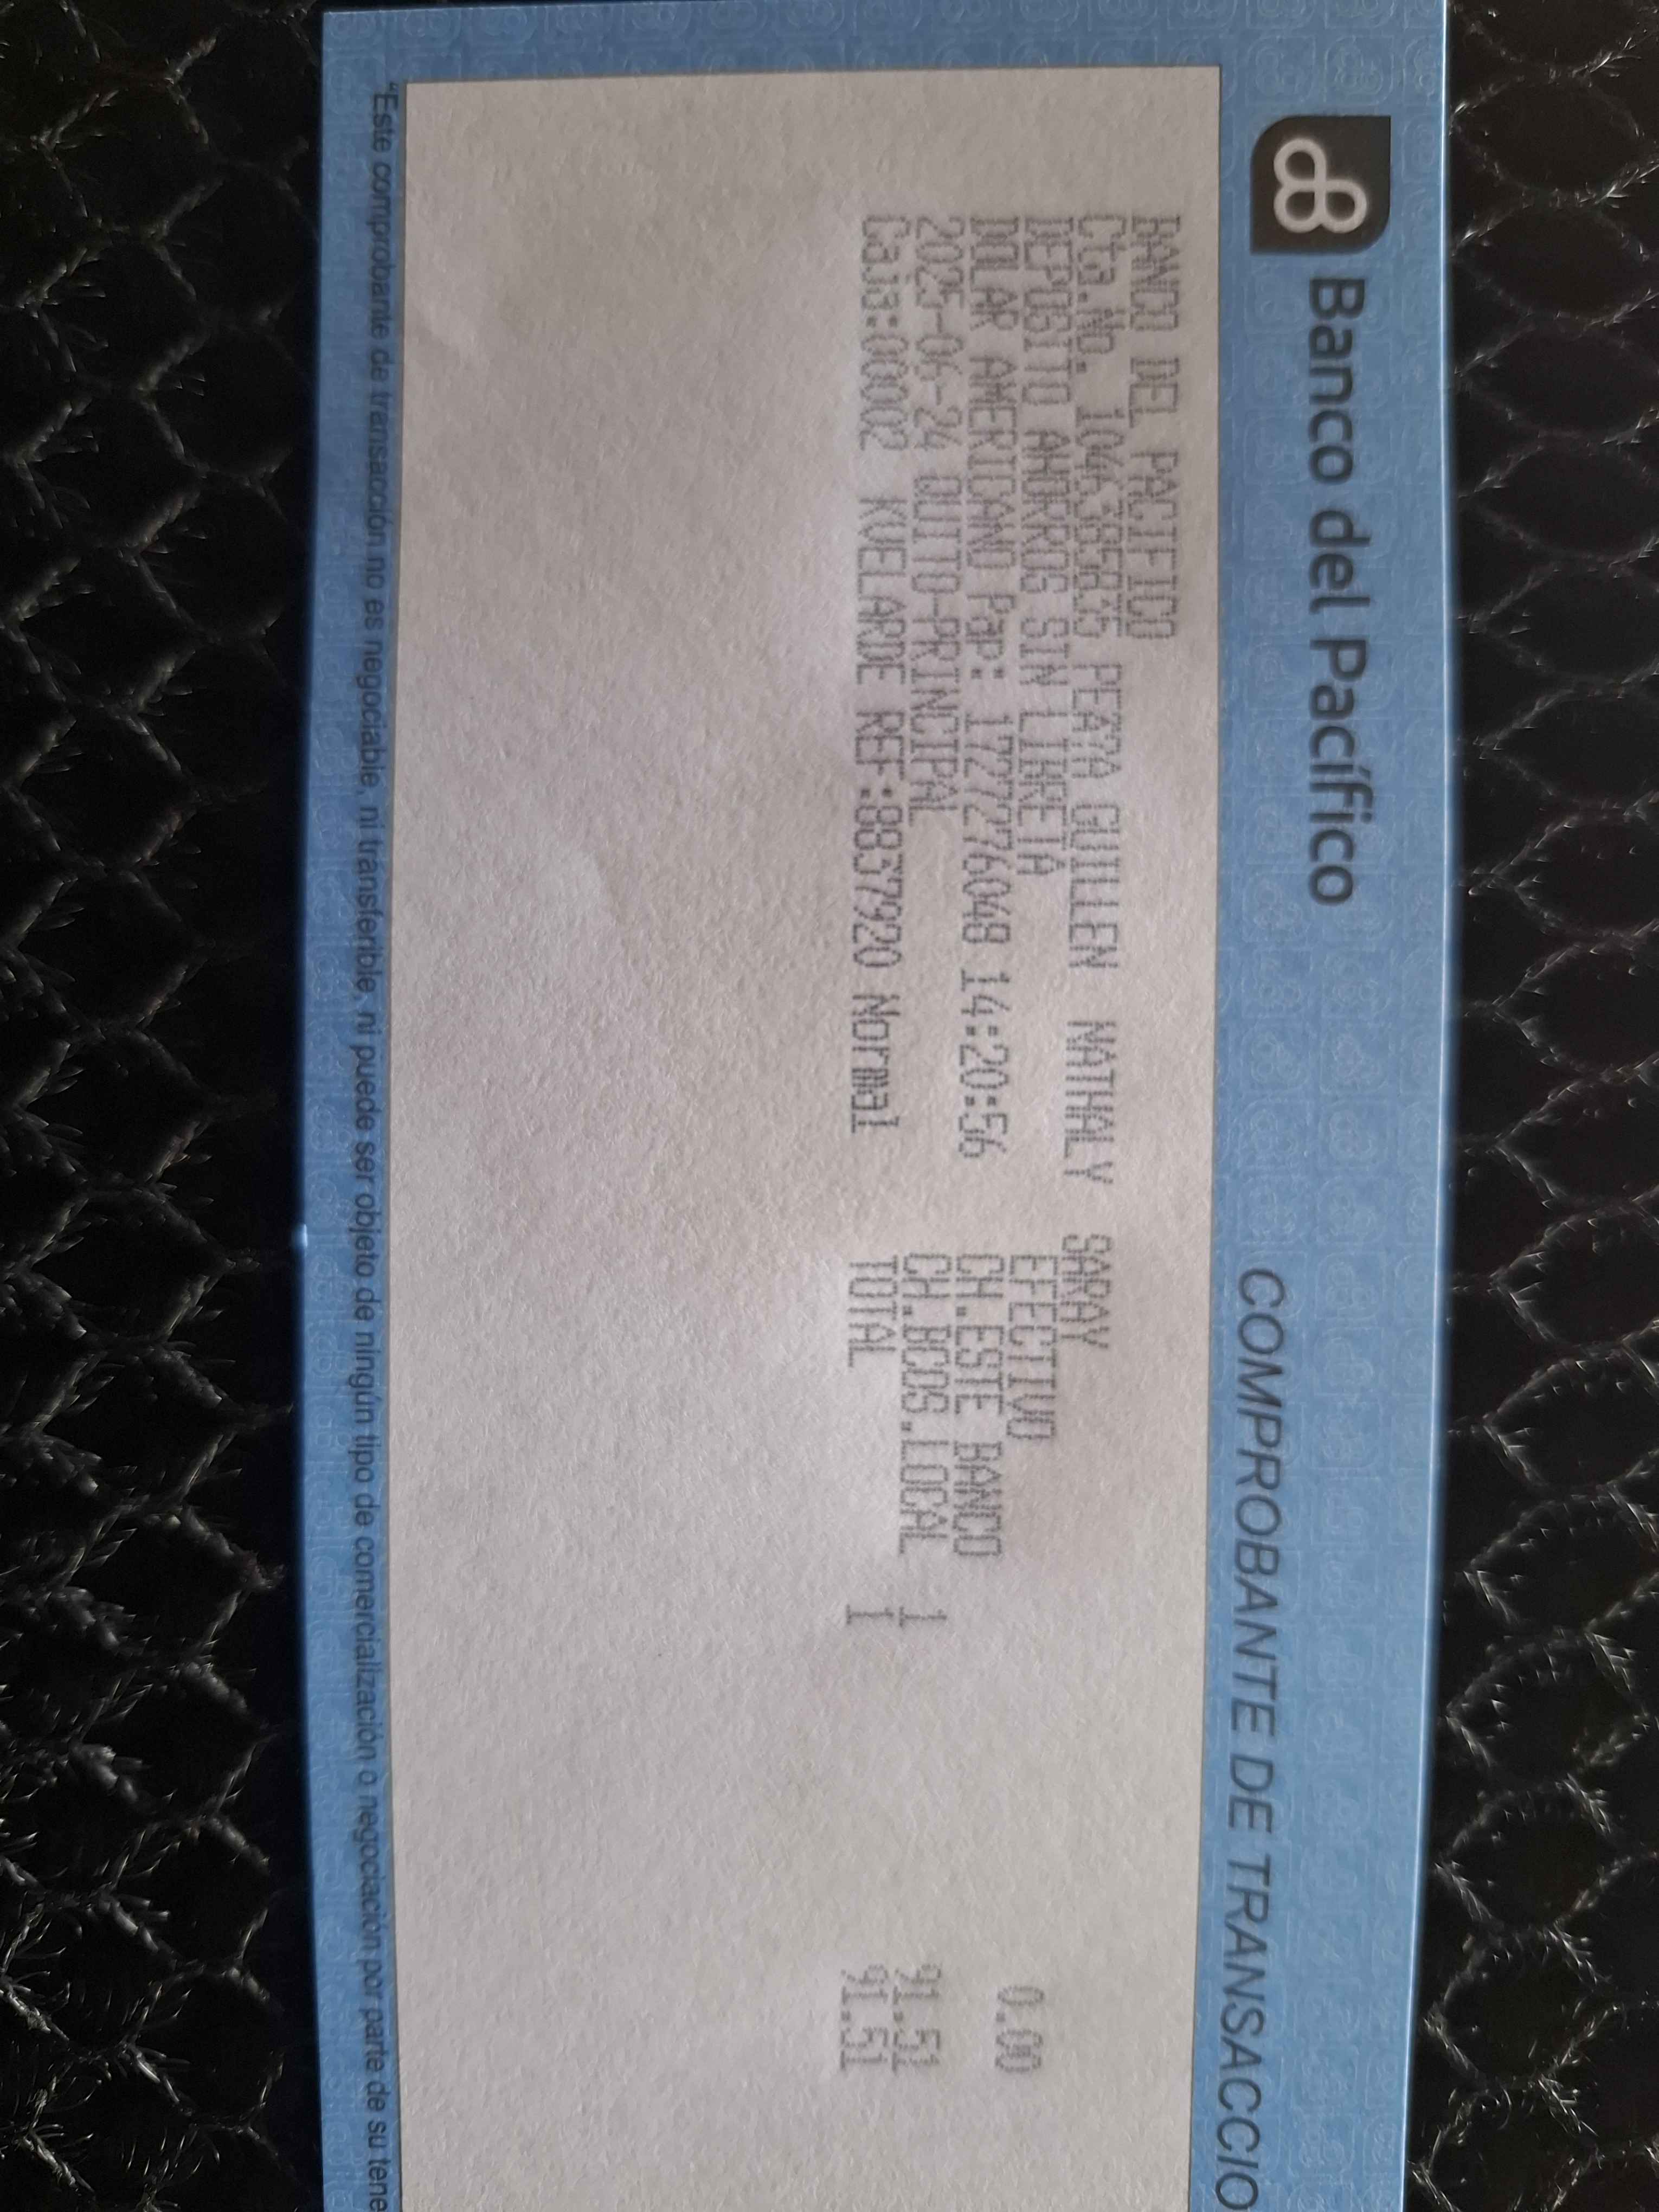 Banco del Pacífico
COMPROBANTE DE TRANSACCIO
BANCO DEL PACIFICO
Cta.No. 1046385835 PEA?A GUILLEN NATHALY SARAY
DEPOSITO AHORROS SIN LIBRETA EFECTIVO 0.00
DOLAR AMERICANO Pap: 1727276048 14:20:56 CH.ESTE BANCO
2025-06-24 QUITO-PRINCIPAL CH.BCOS.LOCAL 1 91.51
Caja:00002 KVELARDE REF:8837920 Normal TOTAL 1 91.51
"Este comprobante de transacción no es negociable, ni transferible, ni puede ser objeto de ningún tipo de comercialización o negociación por parte de su tene